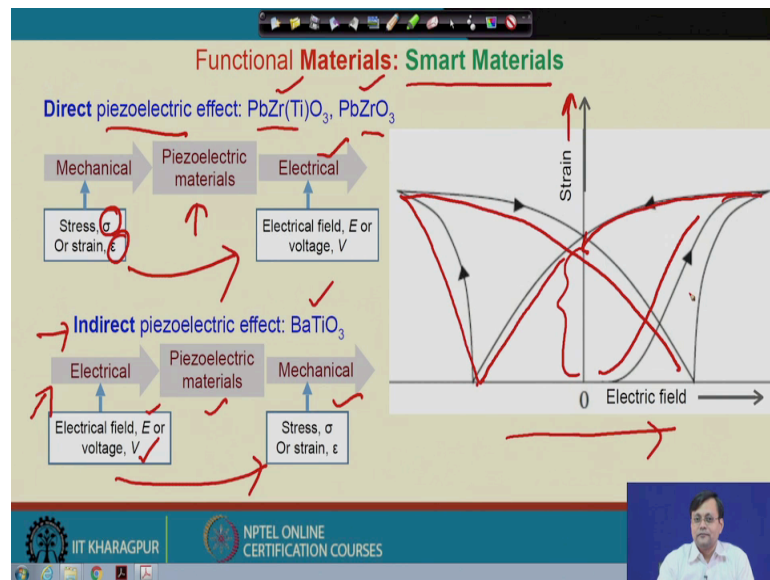 Functional Materials: Smart Materials
Direct piezoelectric effect: PbZr(Ti)O₃, PbZrO₃
Mechanical
Piezoelectric
materials
Electrical
Stress, σ
Or strain, ε
Electrical field, E or
voltage, V
Indirect piezoelectric effect: BaTiO₃
Electrical
Piezoelectric
materials
Mechanical
Electrical field, E or
voltage, V
Stress, σ
Or strain, ε
Strain
0
Electric field
IIT KHARAGPUR
NPTEL ONLINE
CERTIFICATION COURSES